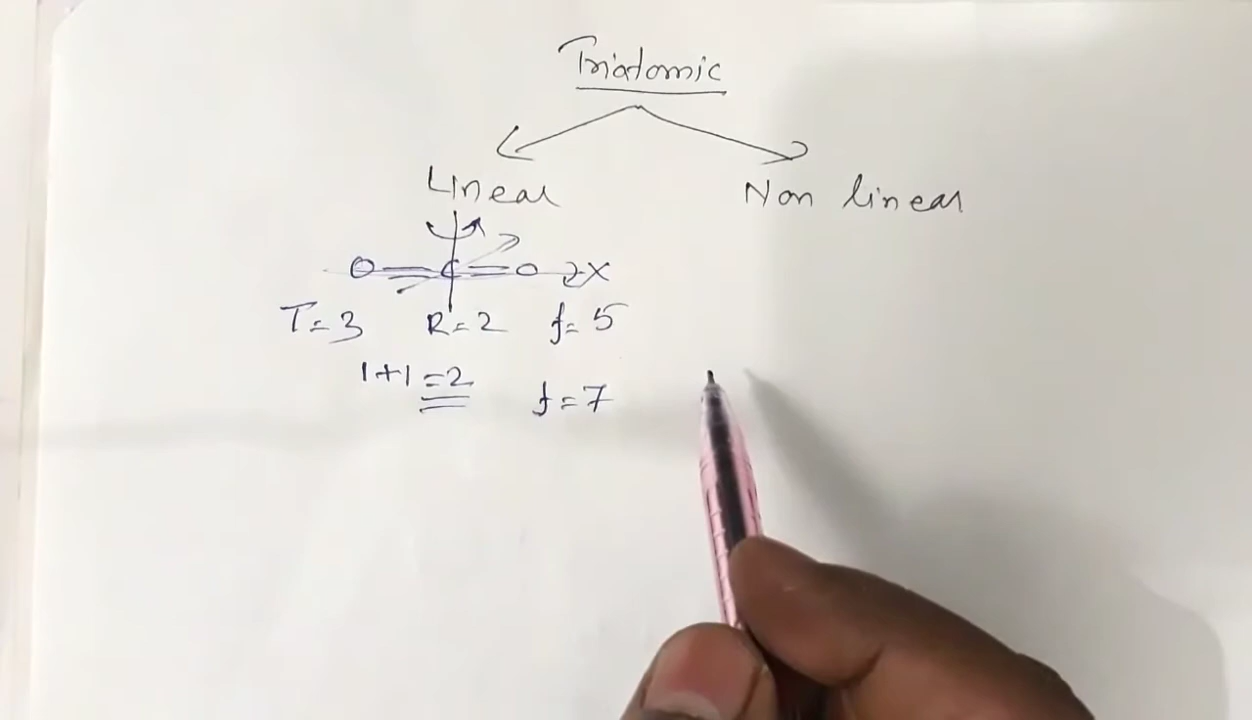 Triatomic
Linear Non linear
O=C=O X
T=3 R=2 f=5
1+1=2 f=7